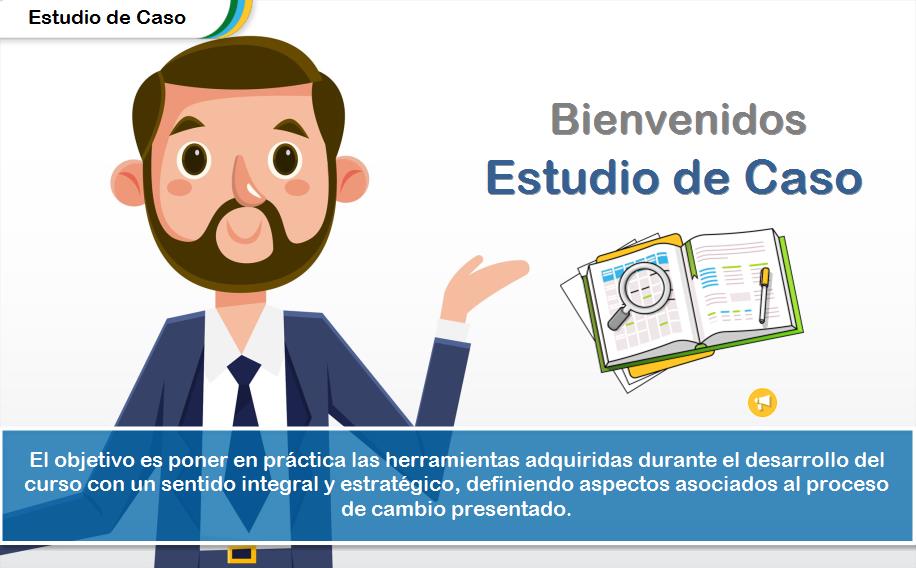 Estudio de Caso
Bienvenidos
Estudio de Caso
El objetivo es poner en práctica las herramientas adquiridas durante el desarrollo del
curso con un sentido integral y estratégico, definiendo aspectos asociados al proceso
de cambio presentado.